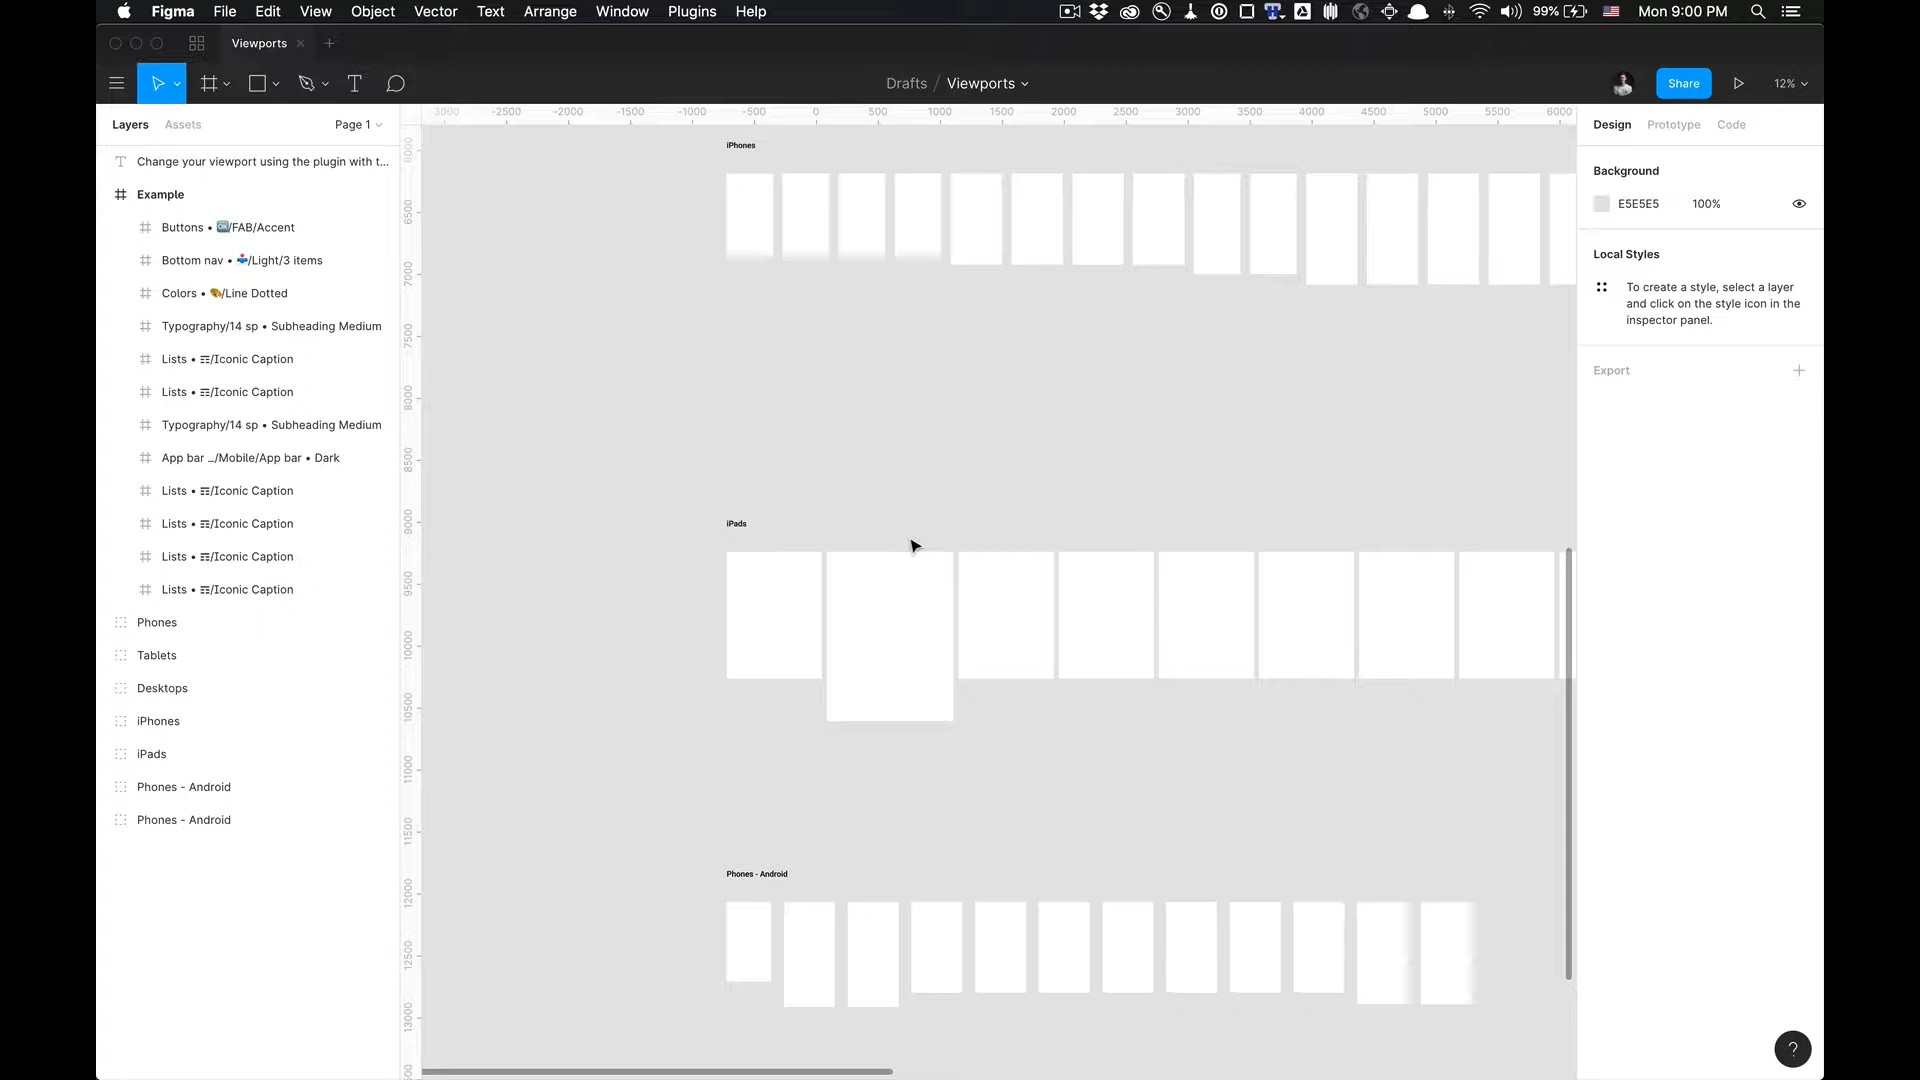 Figma File Edit View Object Vector Text Arrange Window Plugins Help 99% Mon 9:00 PM
Viewports
Drafts / Viewports Share 12%
Layers Assets Page 1
-3000 -2500 -2000 -1500 -1000 -500 0 500 1000 1500 2000 2500 3000 3500 4000 4500 5000 5500 6000
Design Prototype Code
Change your viewport using the plugin with t...
Example
Buttons • 🆗/FAB/Accent
Bottom nav • /Light/3 items
Colors • 🎨/Line Dotted
Typography/14 sp • Subheading Medium
Lists • /Iconic Caption
Lists • /Iconic Caption
Typography/14 sp • Subheading Medium
App bar _/Mobile/App bar • Dark
Lists • /Iconic Caption
Lists • /Iconic Caption
Lists • /Iconic Caption
Lists • /Iconic Caption
Phones
Tablets
Desktops
iPhones
iPads
Phones - Android
Phones - Android
6500
7000
7500
8000
8500
9000
9500
10000
10500
11000
11500
12000
12500
13000
iPhones
iPads
Phones - Android
Background
E5E5E5 100%
Local Styles
To create a style, select a layer
and click on the style icon in the
inspector panel.
Export
?